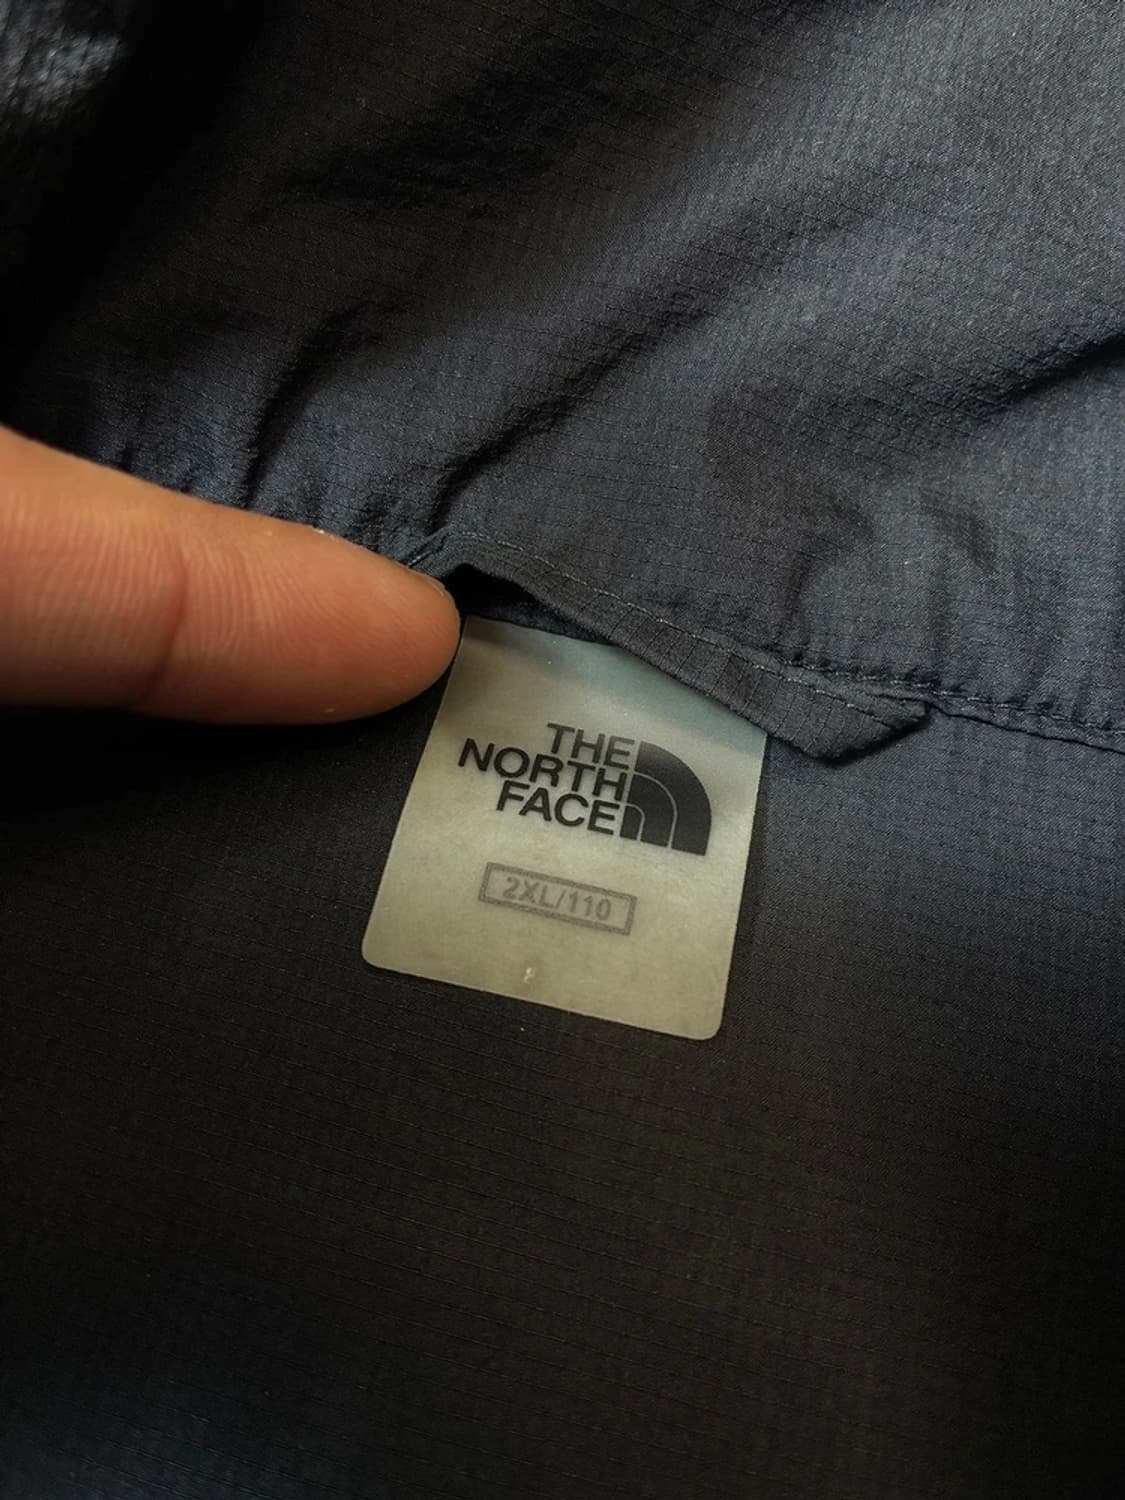 THE
NORTH
FACE
2XL/110